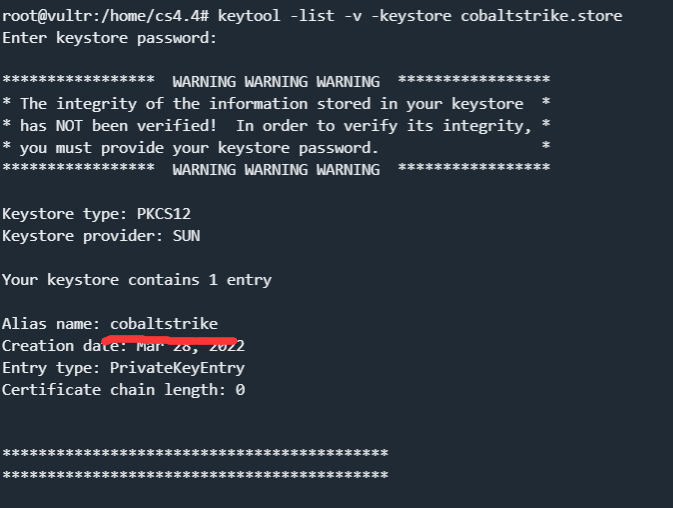 root@vultr:/home/cs4.4# keytool -list -v -keystore cobaltstrike.store
Enter keystore password:
***************** WARNING WARNING WARNING *****************
* The integrity of the information stored in your keystore *
* has NOT been verified! In order to verify its integrity, *
* you must provide your keystore password. *
***************** WARNING WARNING WARNING *****************
Keystore type: PKCS12
Keystore provider: SUN
Your keystore contains 1 entry
Alias name: cobaltstrike
Creation date: Mar 28, 2022
Entry type: PrivateKeyEntry
Certificate chain length: 0
*******************************************
*******************************************